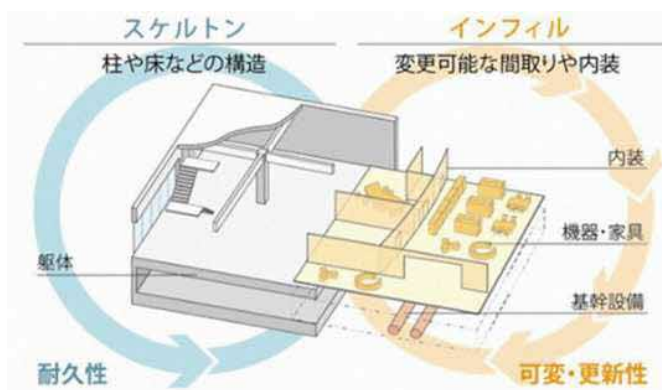 スケルトン
柱や床などの構造
インフィル
変更可能な間取りや内装
内装
機器・家具
躯体
基幹設備
耐久性
可変・更新性